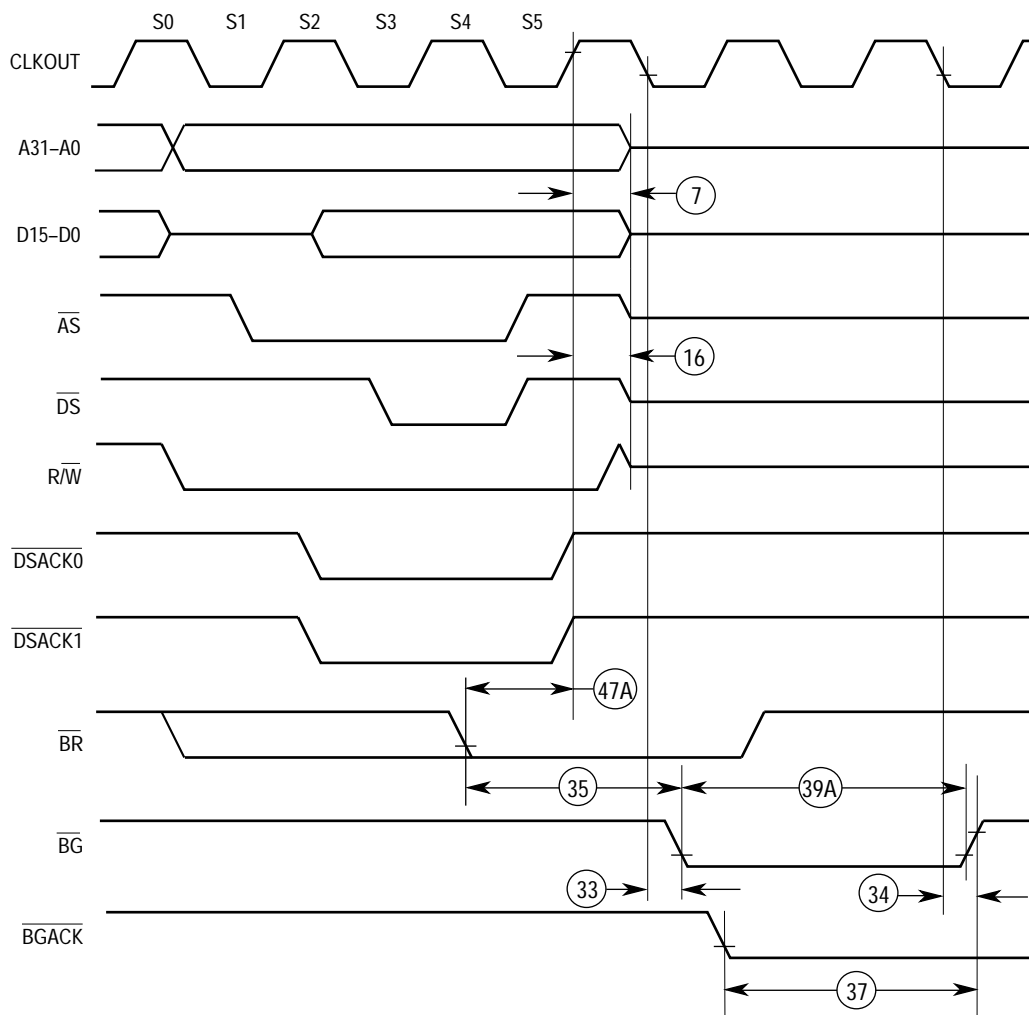 S0 S1 S2 S3 S4 S5
CLKOUT
A31–A0
7
D15–D0
AS
16
DS
R/W
DSACK0
DSACK1
47A
BR
35 39A
BG
33 34
BGACK
37